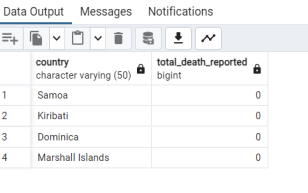 Data Output Messages Notifications
country total_death_reported
character varying (50) bigint
1 Samoa 0
2 Kiribati 0
3 Dominica 0
4 Marshall Islands 0